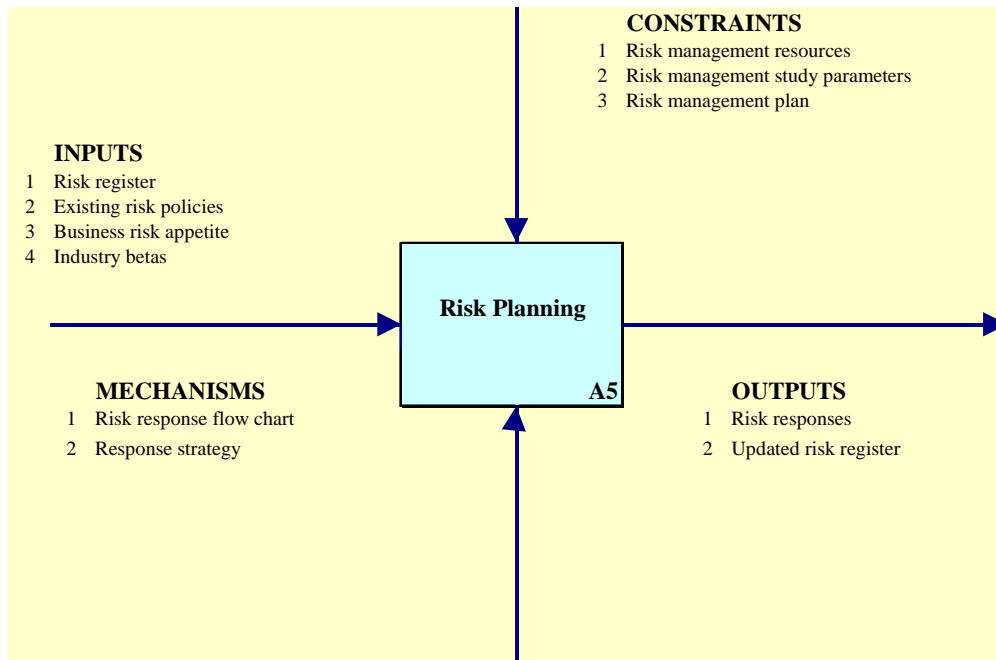 CONSTRAINTS
1 Risk management resources
2 Risk management study parameters
3 Risk management plan
INPUTS
1 Risk register
2 Existing risk policies
3 Business risk appetite
4 Industry betas
Risk Planning
A5
MECHANISMS
1 Risk response flow chart
2 Response strategy
OUTPUTS
1 Risk responses
2 Updated risk register